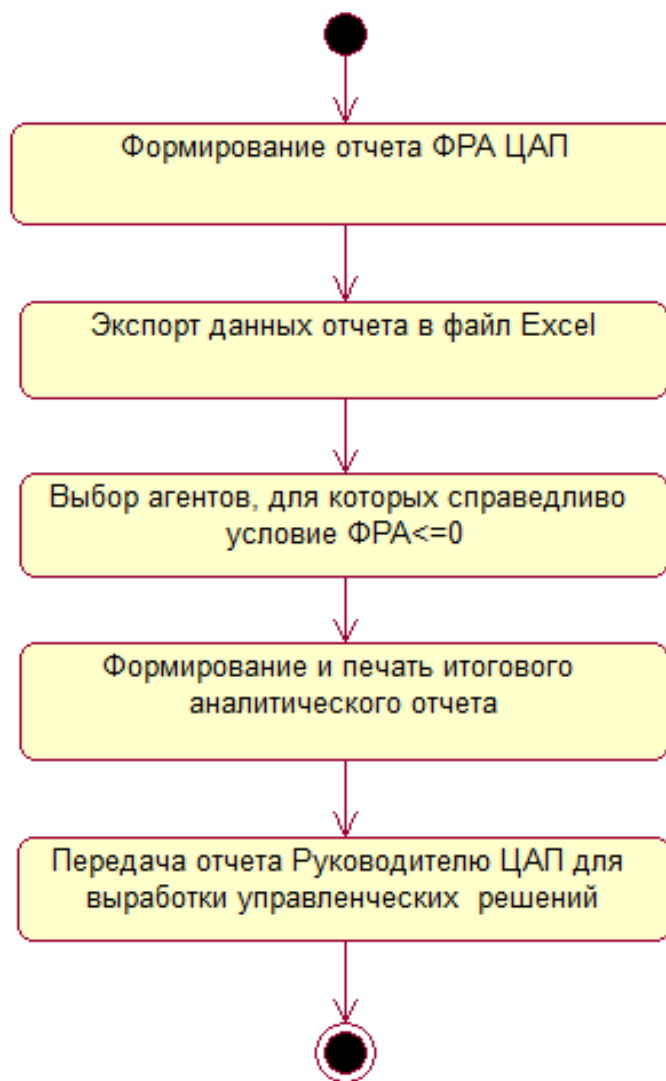 Формирование отчета ФРА ЦАП
Экспорт данных отчета в файл Excel
Выбор агентов, для которых справедливо
условие ФРА<=0
Формирование и печать итогового
аналитического отчета
Передача отчета Руководителю ЦАП для
выработки управленческих  решений